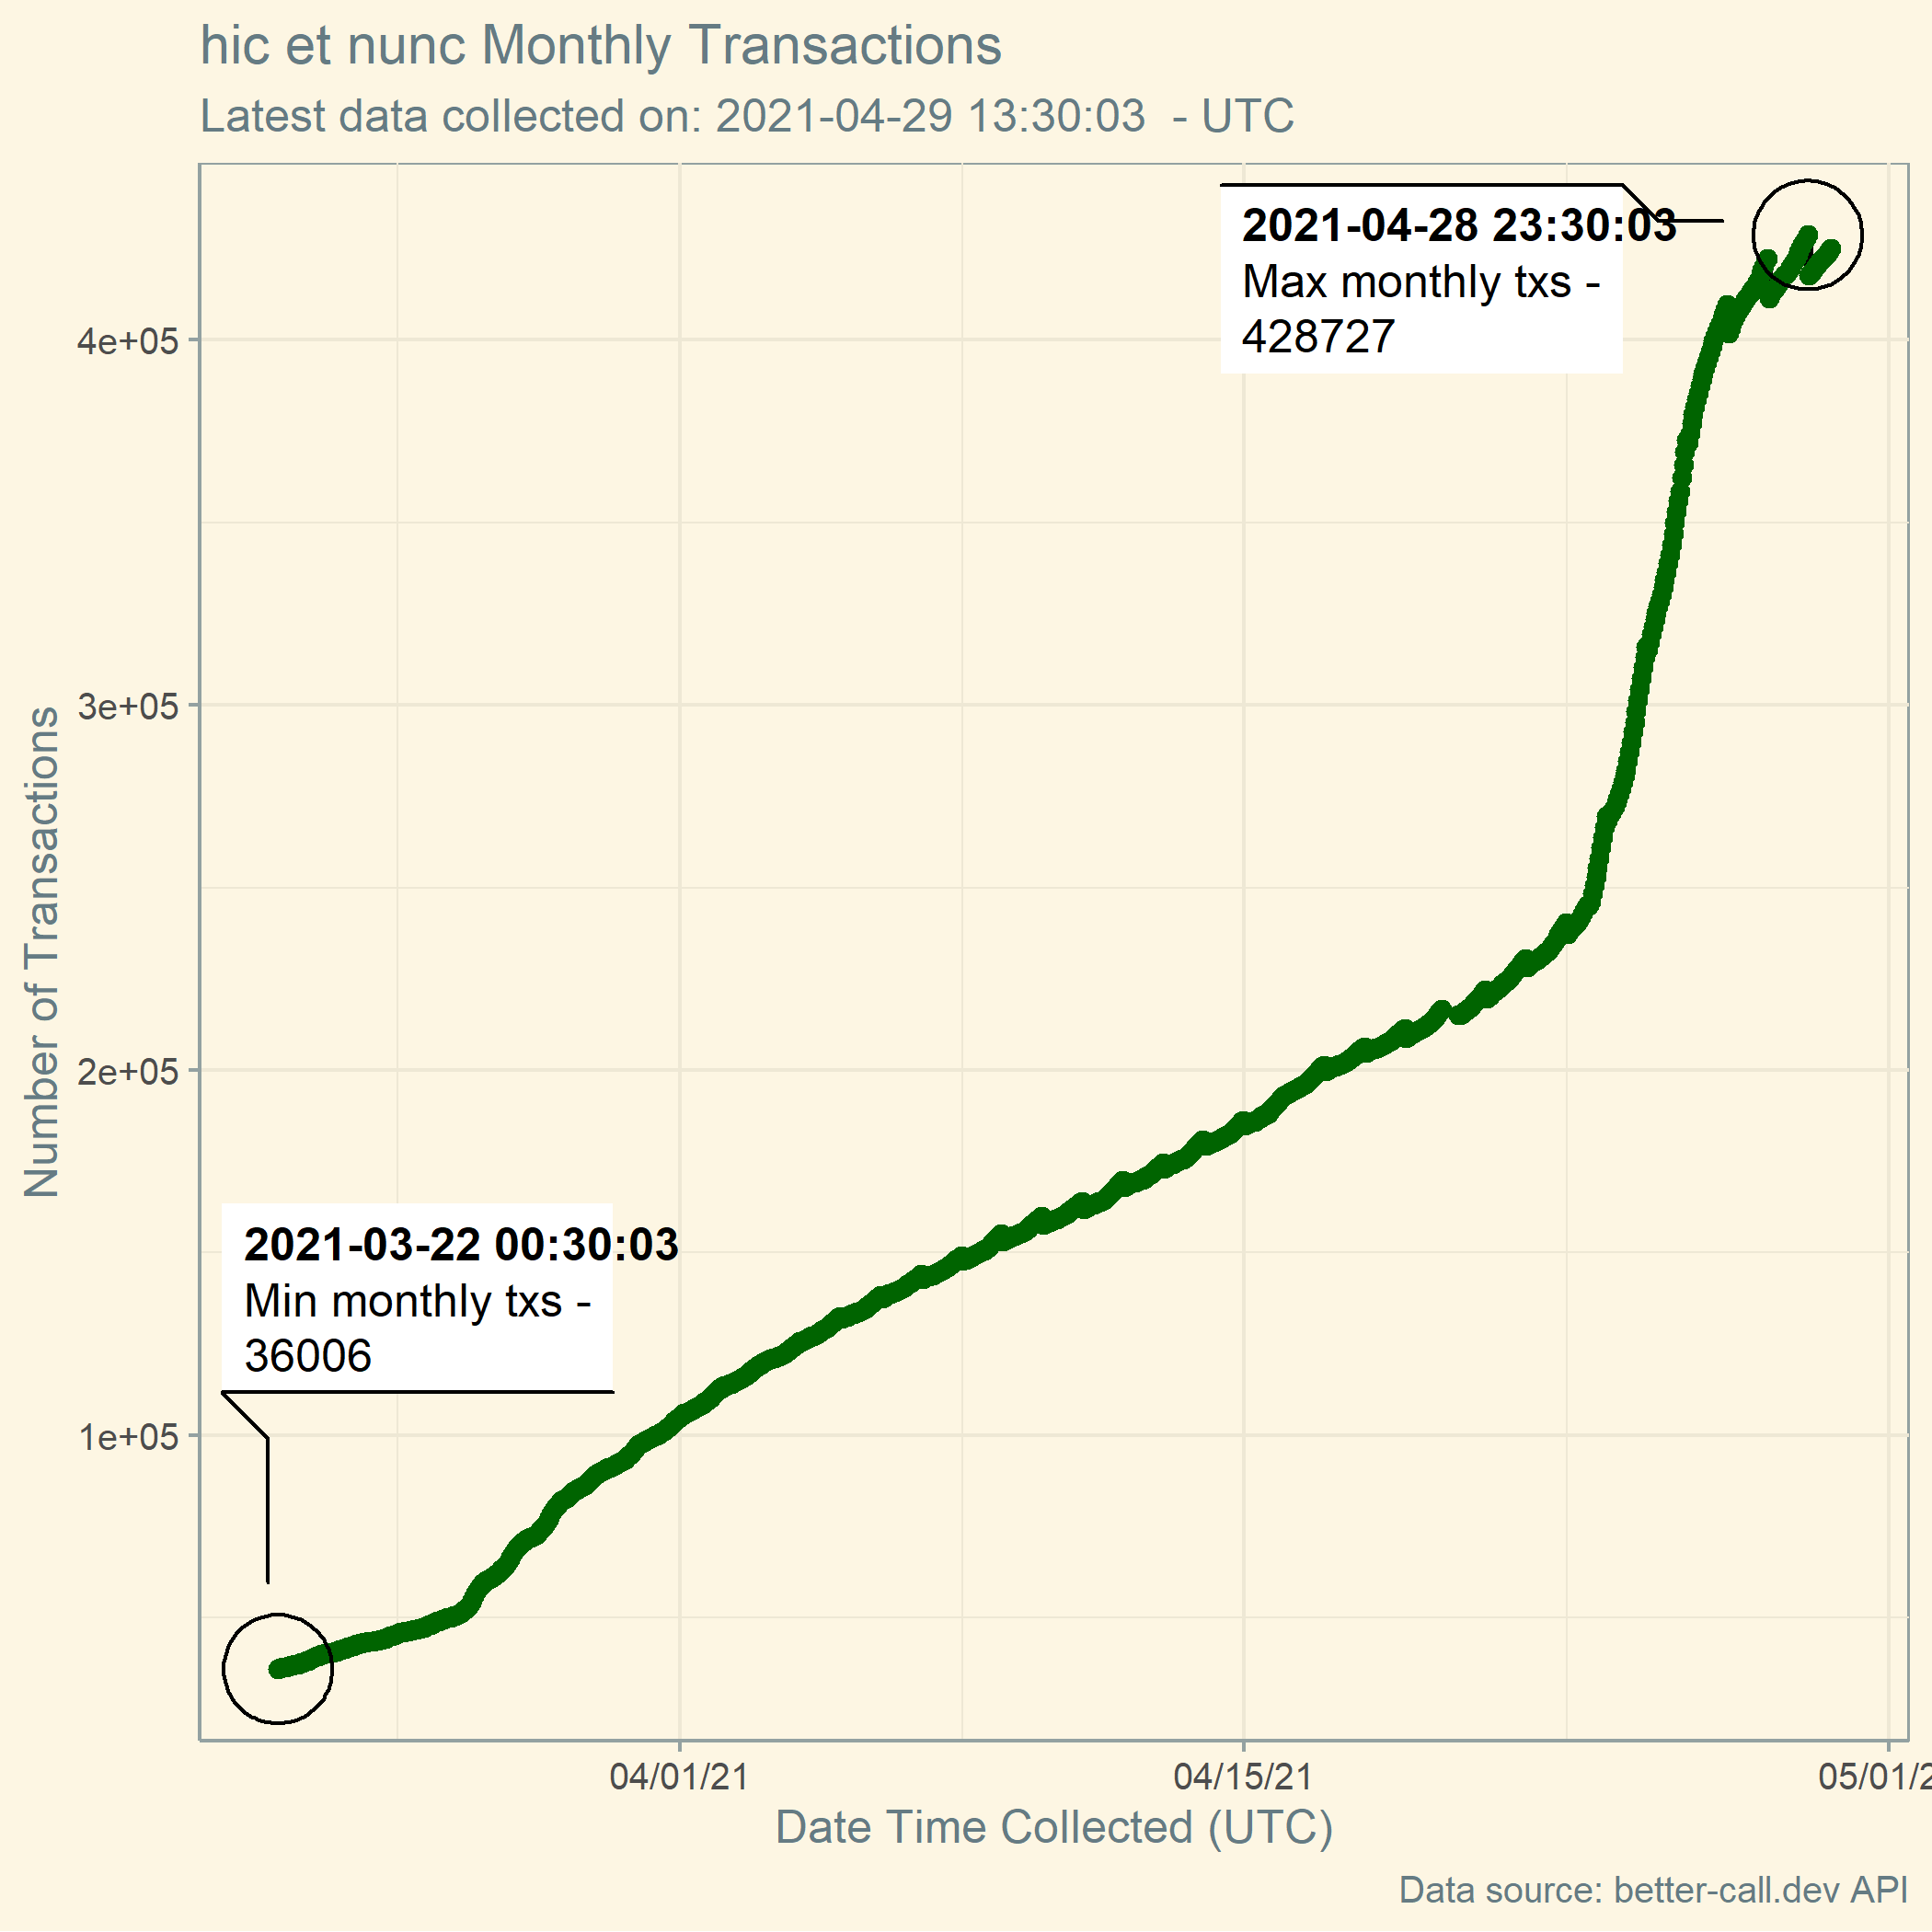 hic et nunc Monthly Transactions
Latest data collected on: 2021-04-29 13:30:03  - UTC
2021-04-28 23:30:03
Max monthly txs -
428727
4e+05
3e+05
2e+05
1e+05
Number of Transactions
2021-03-22 00:30:03
Min monthly txs -
36006
04/01/21
04/15/21
05/01/2
Date Time Collected (UTC)
Data source: better-call.dev API